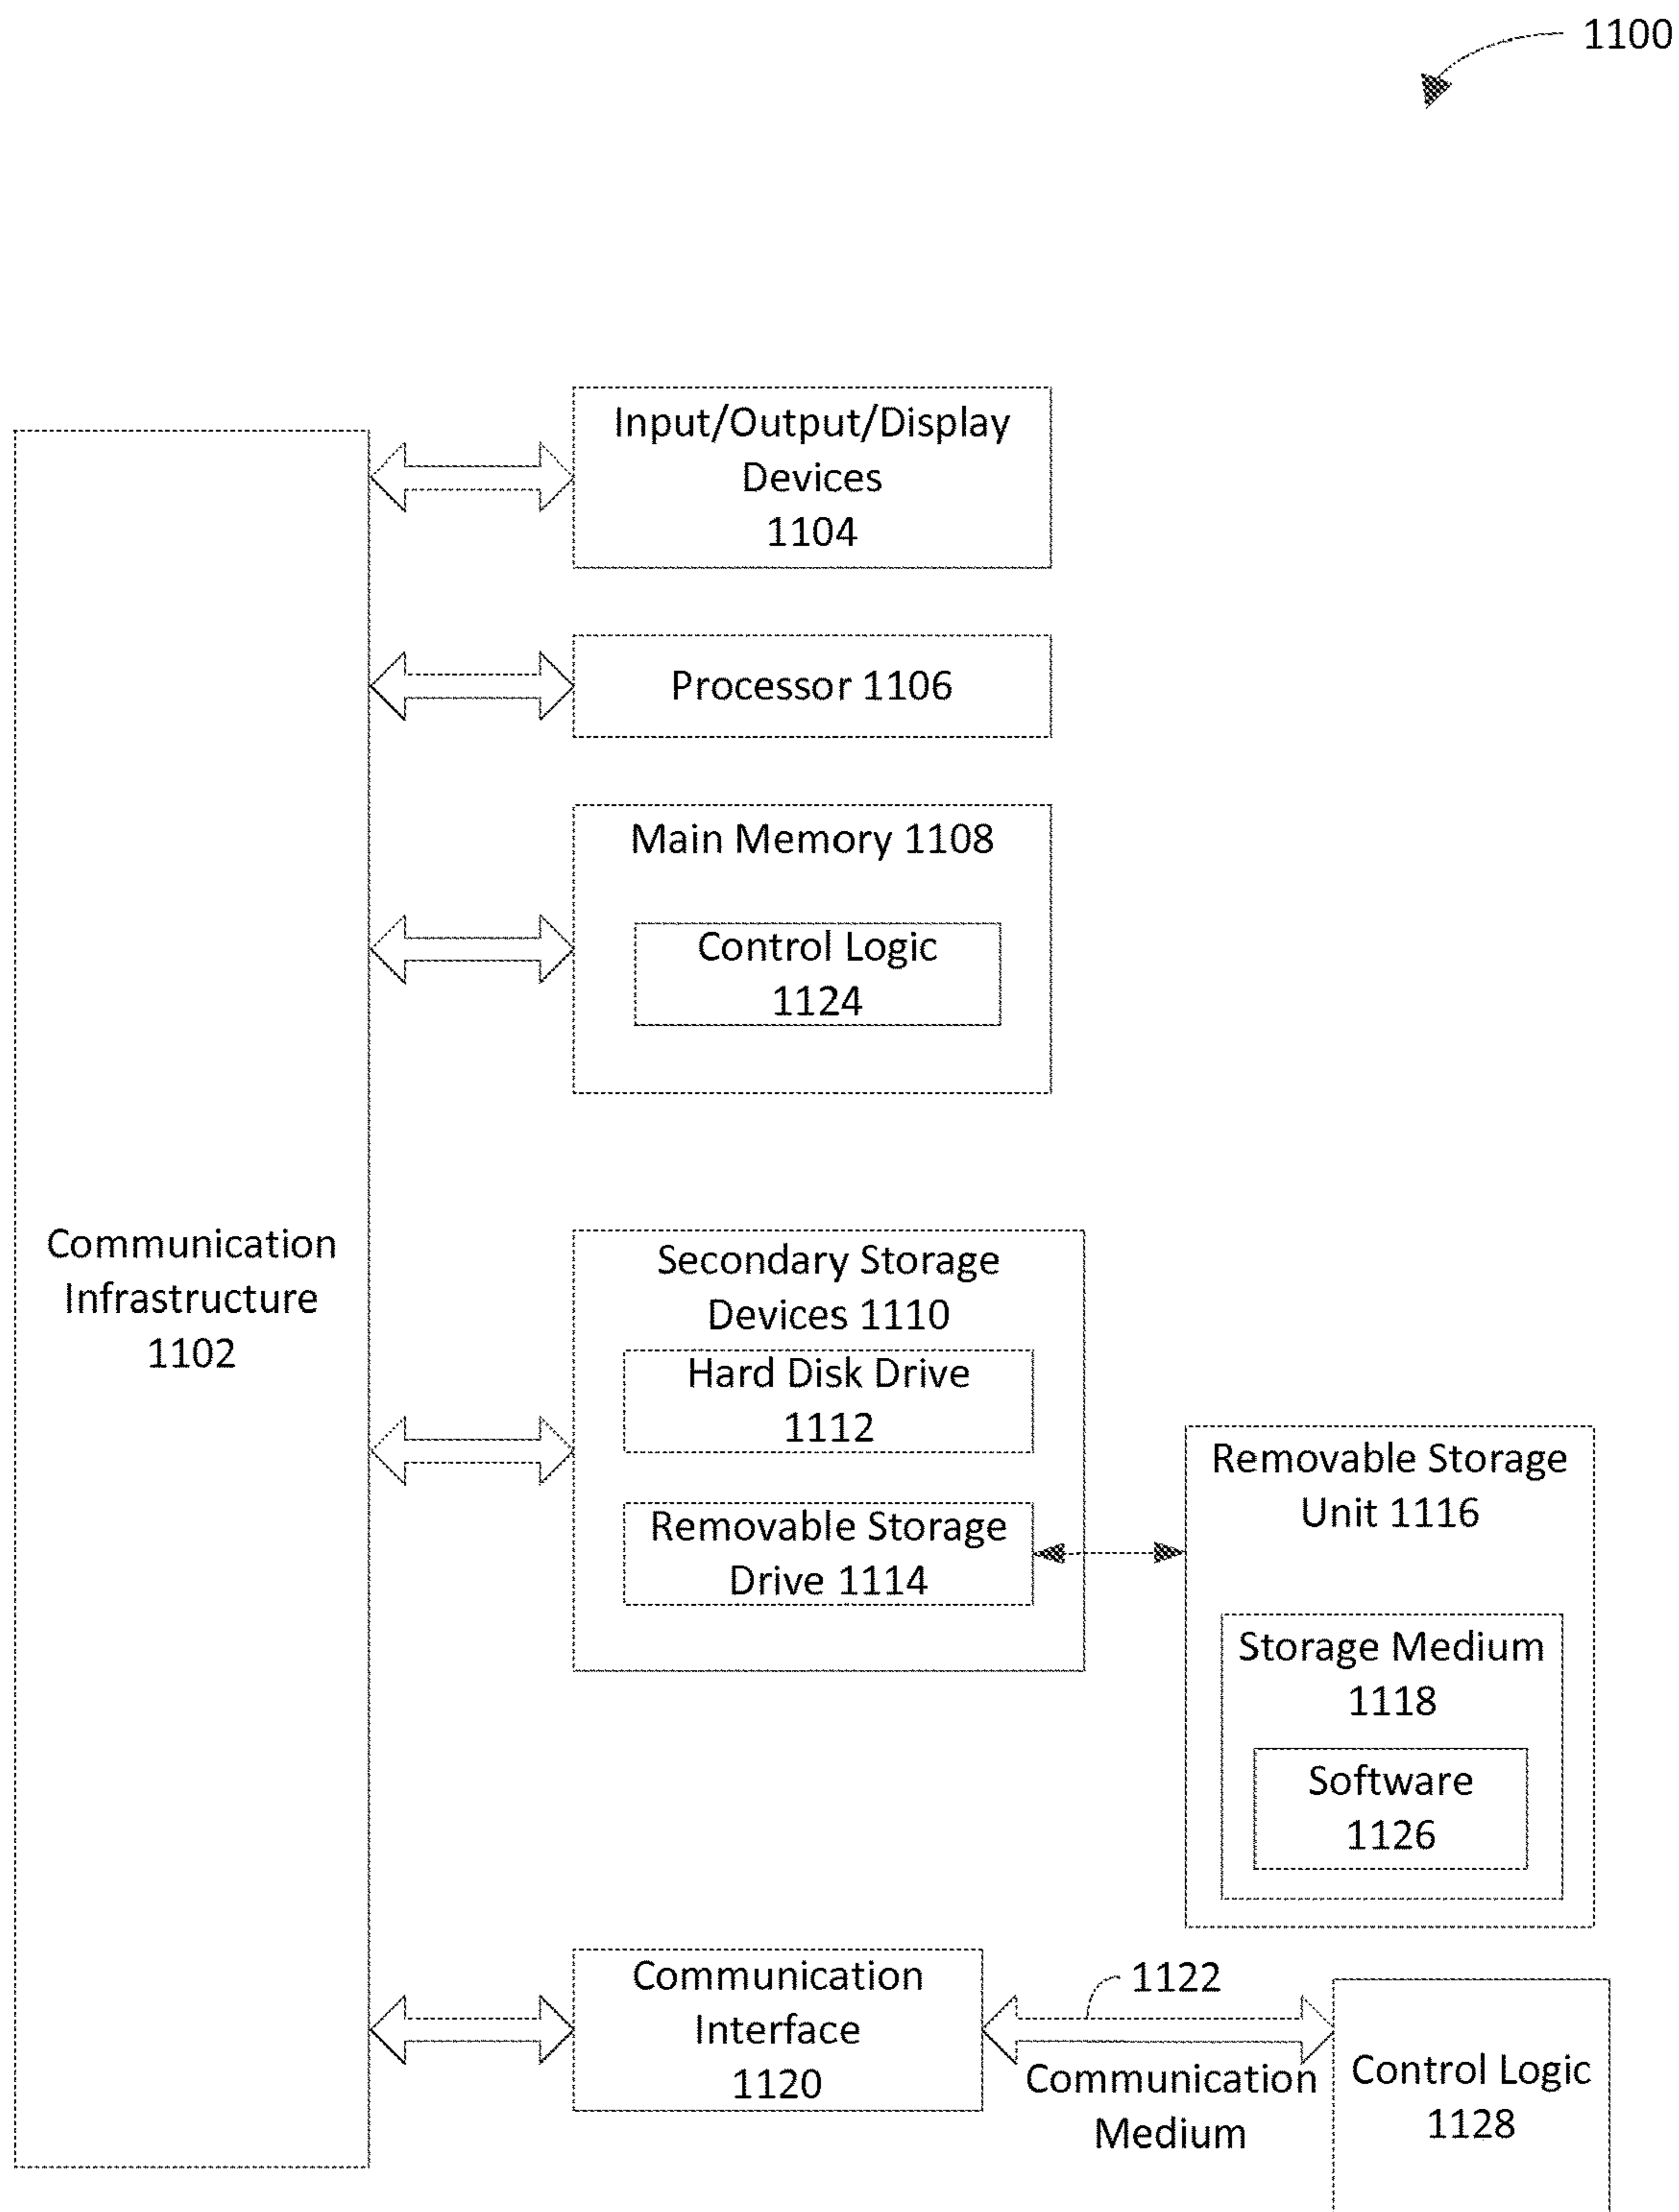 1100
Input/Output/Display
Devices
1104
Processor 1106
Main Memory 1108
Control Logic
1124
Communication
Infrastructure
1102
Secondary Storage
Devices 1110
Hard Disk Drive
1112
Removable Storage
Drive 1114
Removable Storage
Unit 1116
Storage Medium
1118
Software
1126
Communication
Interface
1120
1122
Communication
Medium
Control Logic
1128